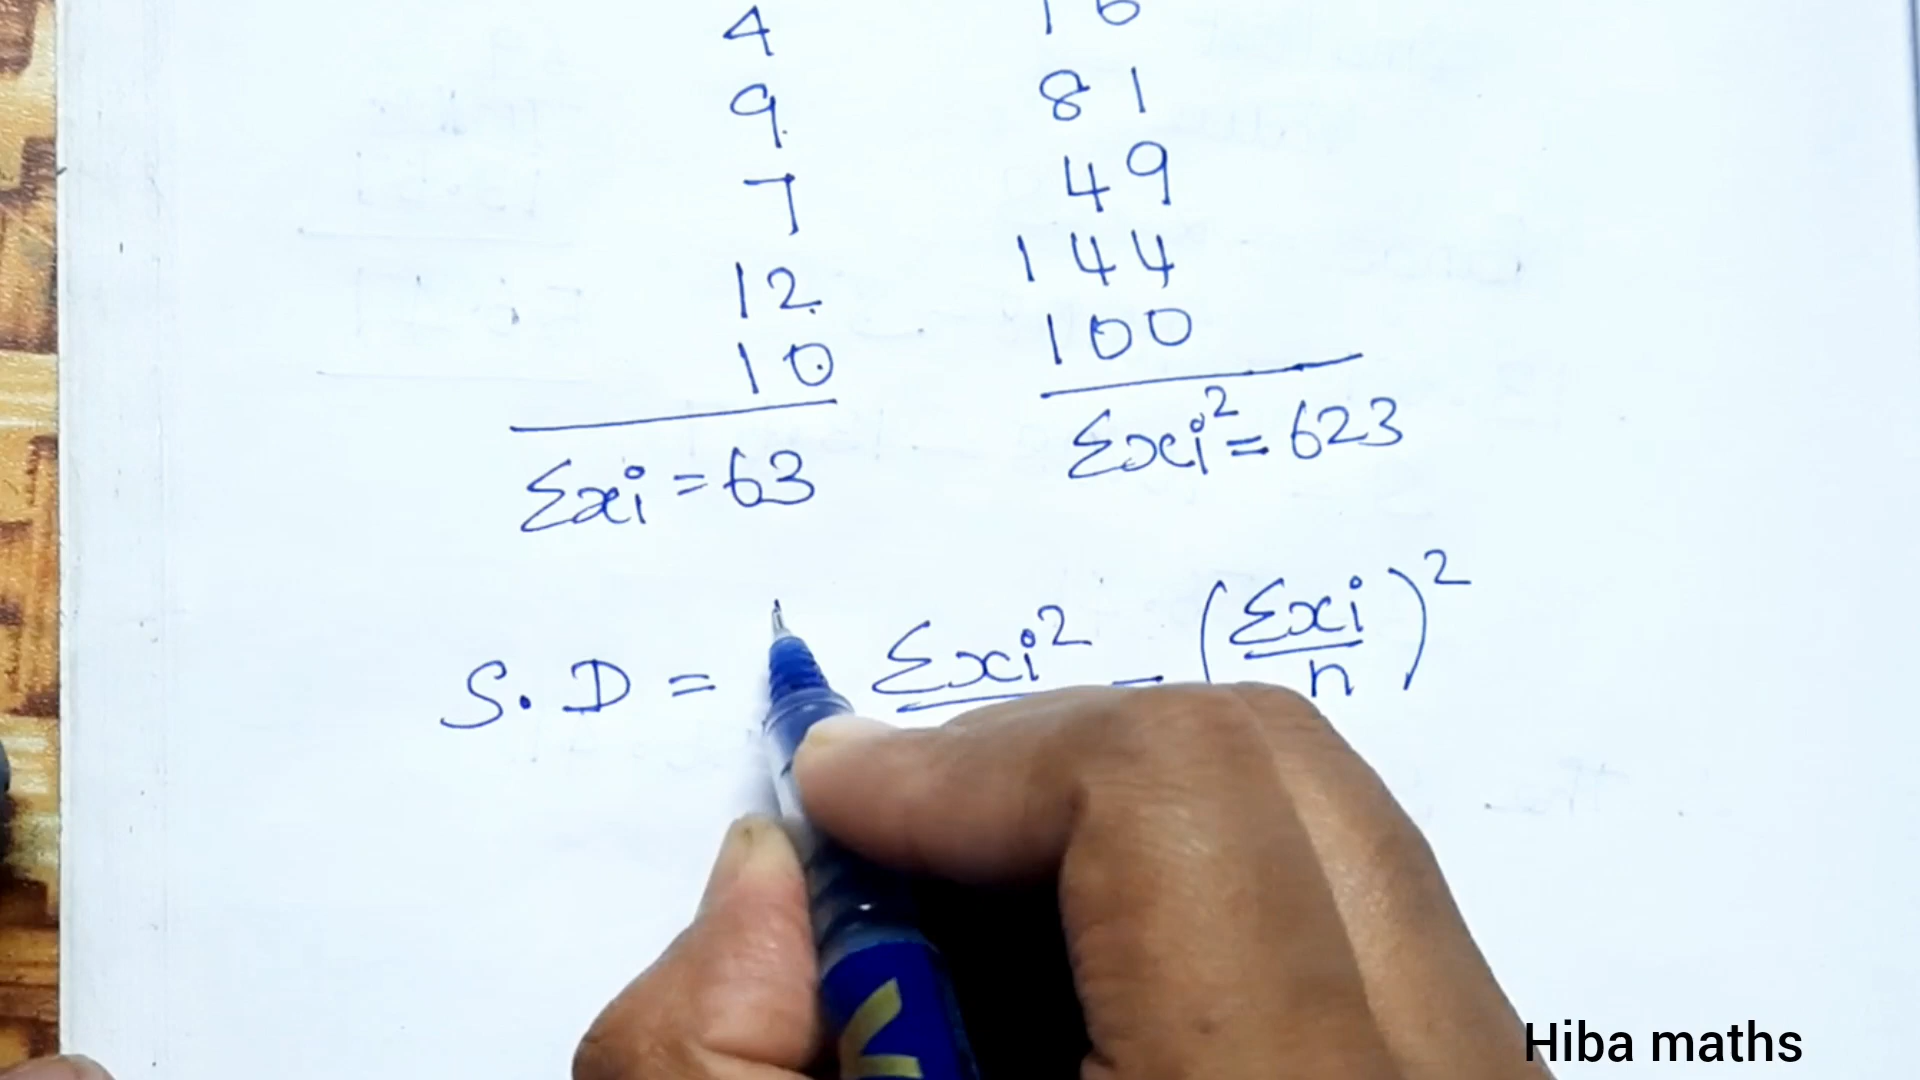 4 16
9 81
7 49
12 144
10 100
Σxi = 63 Σxi² = 623
S.D = Σxi² - (Σxi/n)²
Hiba maths